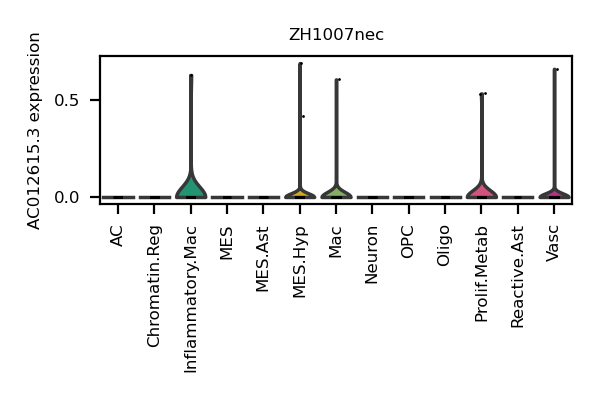 ZH1007nec
AC012615.3 expression
0.5
0.0
AC
Chromatin.Reg
Inflammatory.Mac
MES
MES.Ast
MES.Hyp
Mac
Neuron
OPC
Oligo
Prolif.Metab
Reactive.Ast
Vasc